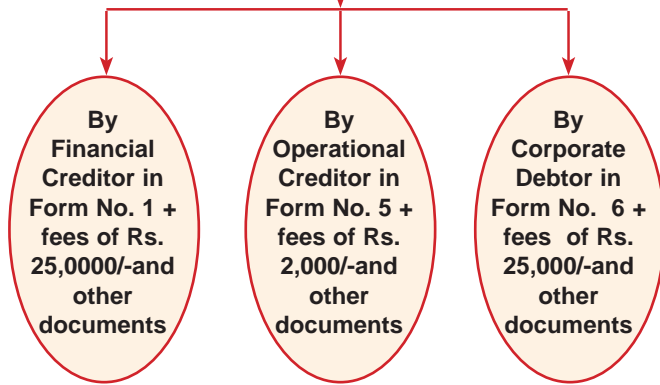 By
Financial
Creditor in
Form No. 1 +
fees of Rs.
25,0000/-and
other
documents
By
Operational
Creditor in
Form No. 5 +
fees of Rs.
2,000/-and
other
documents
By
Corporate
Debtor in
Form No. 6 +
fees of Rs.
25,000/-and
other
documents